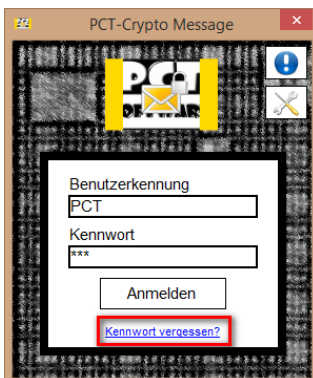 PCT-Crypto Message
PCT
Benutzerkennung
PCT
Kennwort
***
Anmelden
Kennwort vergessen?